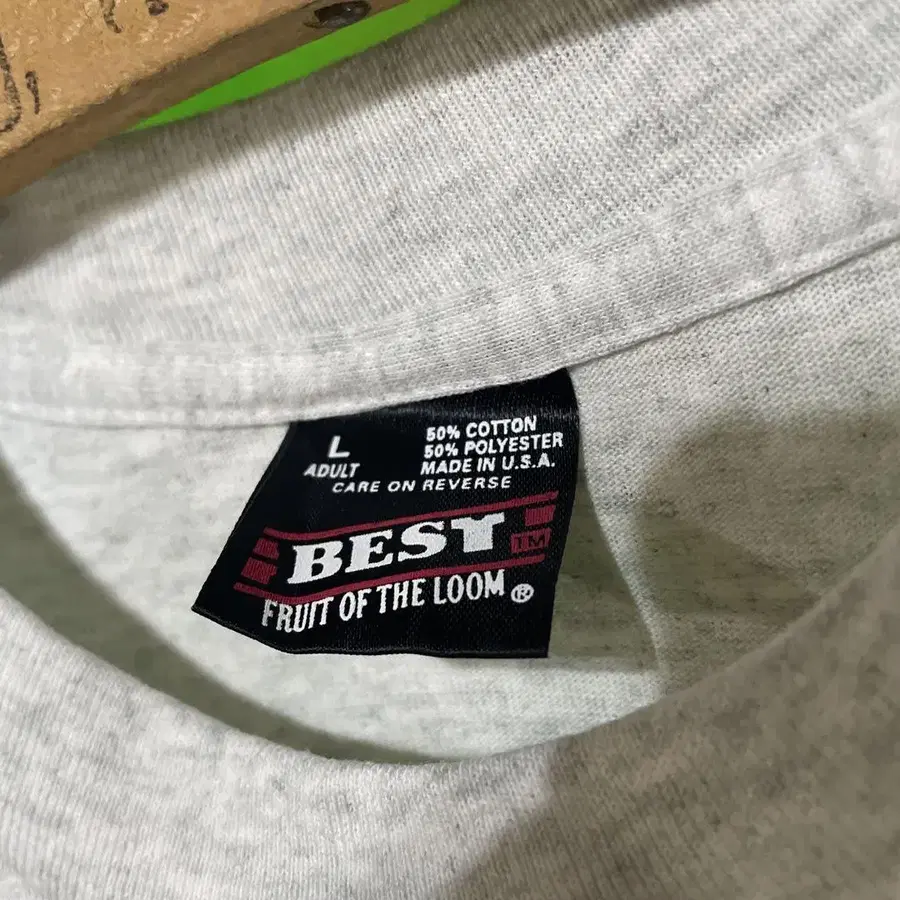 L
ADULT
50% COTTON
50% POLYESTER
MADE IN U.S.A.
CARE ON REVERSE
BEST TM
FRUIT OF THE LOOM ®